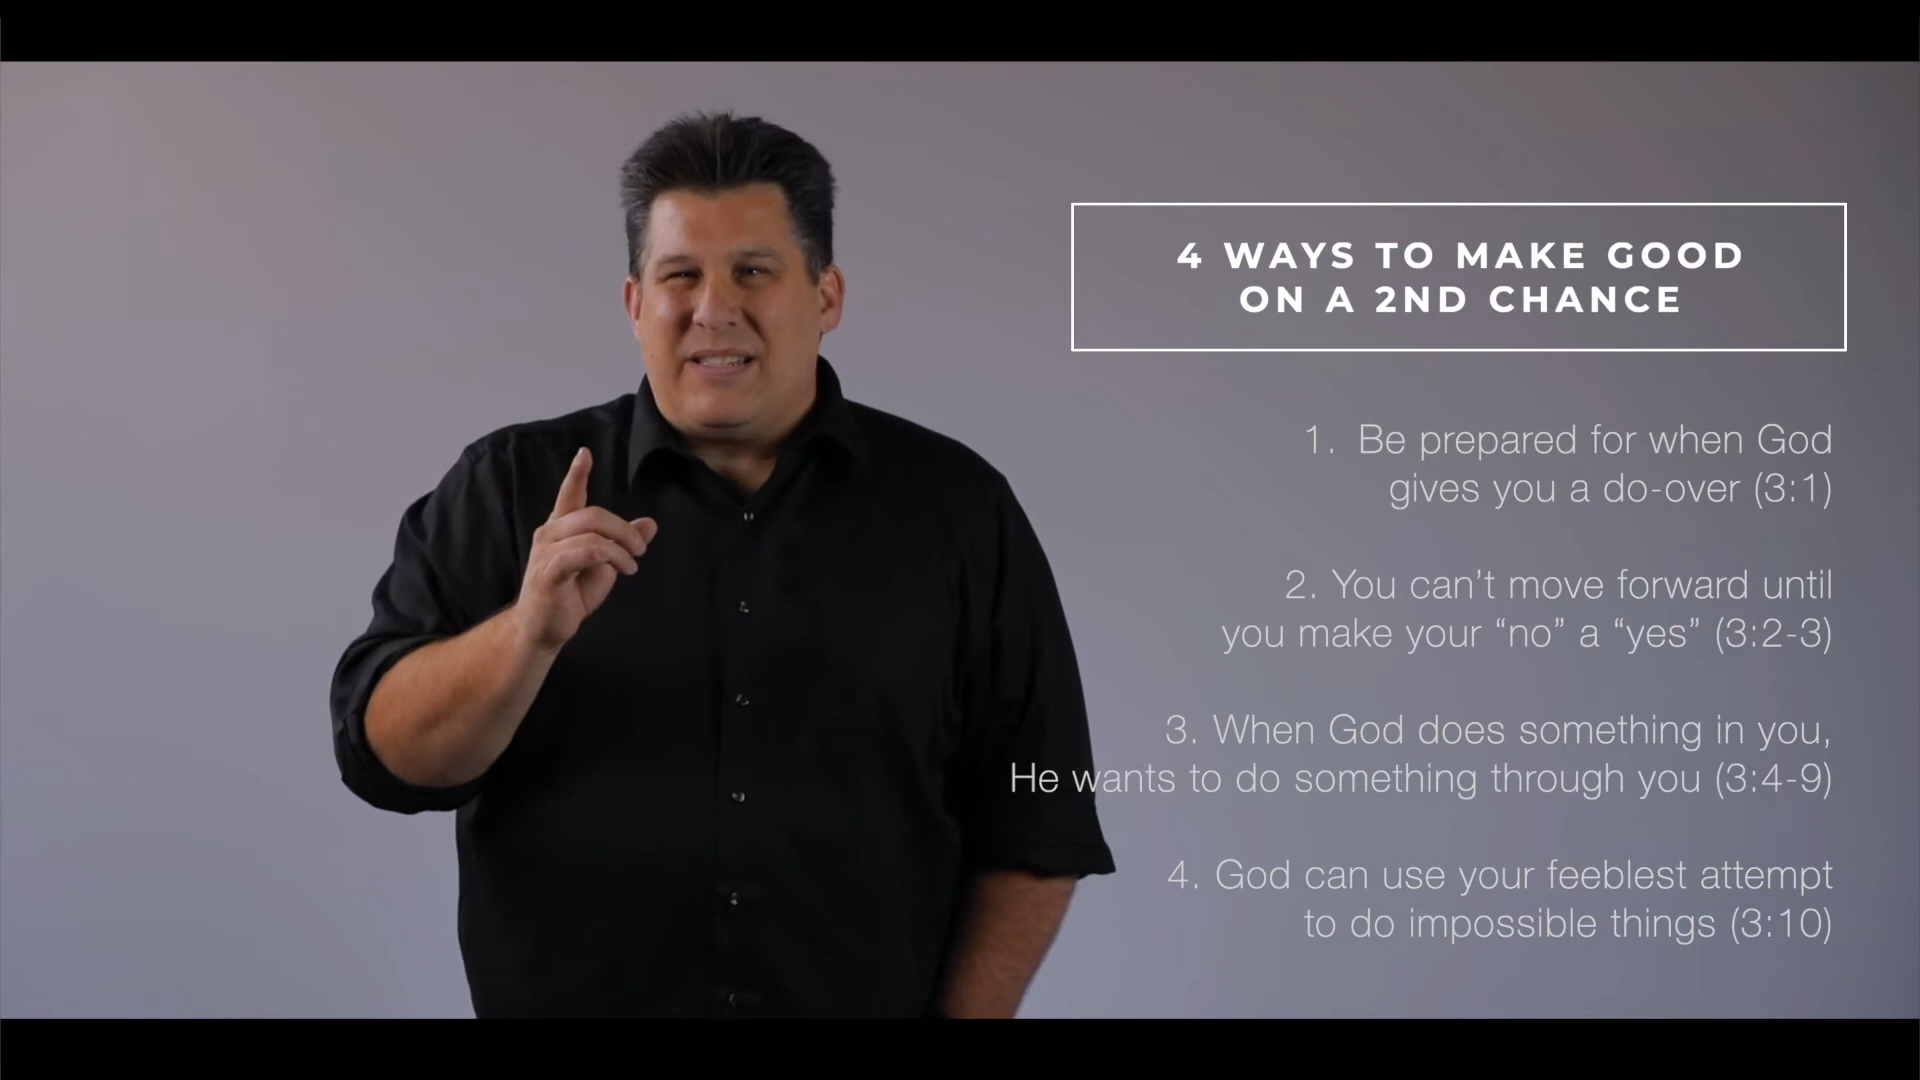 4 WAYS TO MAKE GOOD
ON A 2ND CHANCE
1. Be prepared for when God
gives you a do-over (3:1)
2. You can’t move forward until
you make your “no” a “yes” (3:2-3)
3. When God does something in you,
He wants to do something through you (3:4-9)
4. God can use your feeblest attempt
to do impossible things (3:10)